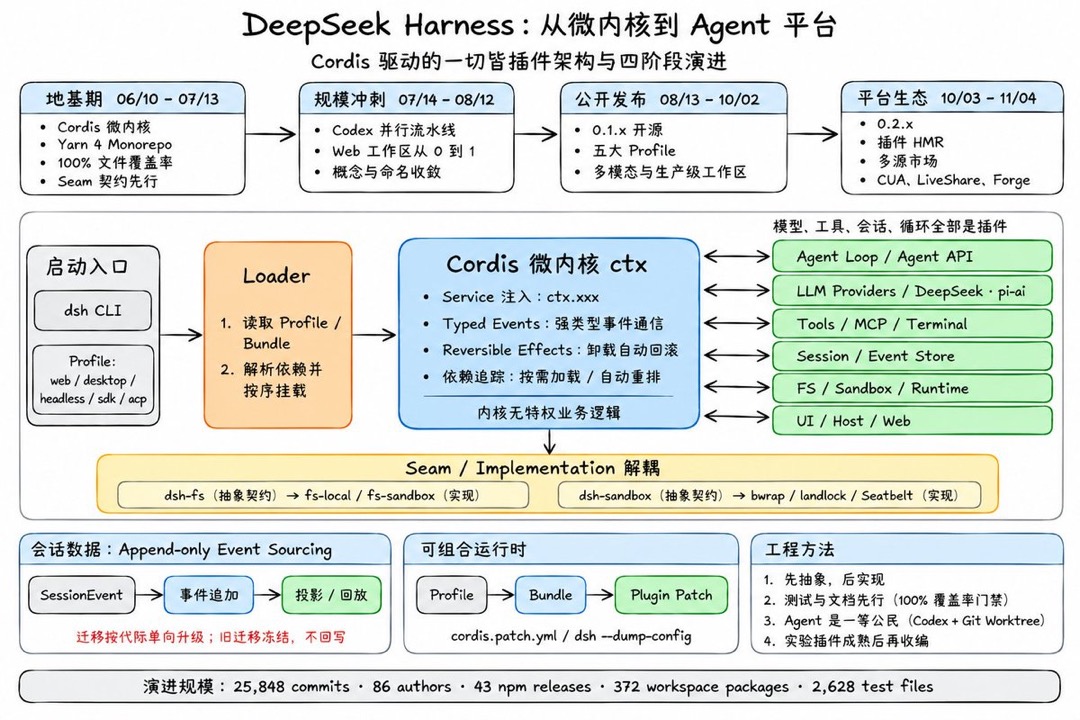 DeepSeek Harness：从微内核到 Agent 平台
Cordis 驱动的一切皆插件架构与四阶段演进
地基期 06/10 – 07/13
• Cordis 微内核
• Yarn 4 Monorepo
• 100% 文件覆盖率
• Seam 契约先行
规模冲刺 07/14 – 08/12
• Codex 并行流水线
• Web 工作区从 0 到 1
• 概念与命名收敛
公开发布 08/13 – 10/02
• 0.1.x 开源
• 五大 Profile
• 多模态与生产级工作区
平台生态 10/03 – 11/04
• 0.2.x
• 插件 HMR
• 多源市场
• CUA、LiveShare、Forge
启动入口
dsh CLI
Profile:
web / desktop /
headless / sdk / acp
Loader
1. 读取 Profile /
Bundle
2. 解析依赖并
按序挂载
Cordis 微内核 ctx
• Service 注入：ctx.xxx
• Typed Events：强类型事件通信
• Reversible Effects：卸载自动回滚
• 依赖追踪：按需加载 / 自动重排
内核无特权业务逻辑
模型、工具、会话、循环全部是插件
Agent Loop / Agent API
LLM Providers / DeepSeek · pi-ai
Tools / MCP / Terminal
Session / Event Store
FS / Sandbox / Runtime
UI / Host / Web
Seam / Implementation 解耦
dsh-fs（抽象契约）→ fs-local / fs-sandbox（实现）
dsh-sandbox（抽象契约）→ bwrap / landlock / Seatbelt（实现）
会话数据：Append-only Event Sourcing
SessionEvent
事件追加
投影 / 回放
迁移按代际单向升级；旧迁移冻结，不回写
可组合运行时
Profile
Bundle
Plugin Patch
cordis.patch.yml / dsh --dump-config
工程方法
1. 先抽象，后实现
2. 测试与文档先行（100% 覆盖率门禁）
3. Agent 是一等公民（Codex + Git Worktree）
4. 实验插件成熟后再收编
演进规模：25,848 commits · 86 authors · 43 npm releases · 372 workspace packages · 2,628 test files